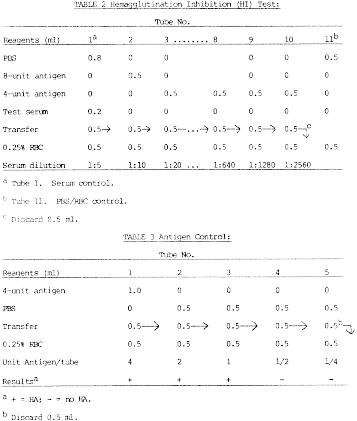 TABLE 2 Hemagglutination Inhibition (HI) Test:
Tube No.
Reagents (ml) 1a 2 3 ........ 8 9 10 11b
PBS 0.8 0 0 0 0 0 0.5
8-unit antigen 0 0.5 0 0 0 0
4-unit antigen 0 0 0.5 0.5 0.5 0.5 0
Test serum 0.2 0 0 0 0 0 0
Transfer 0.5→ 0.5→ 0.5-...→ 0.5→ 0.5→ 0.5 c
0.25% RBC 0.5 0.5 0.5 0.5 0.5 0.5 0.5
Serum dilution 1:5 1:10 1:20 ... 1:640 1:1280 1:2560
a Tube 1. Serum control.
b Tube 11. PBS/RBC control.
c Discard 0.5 ml.
TABLE 3 Antigen Control:
Tube No.
Reagents (ml) 1 2 3 4 5
4-unit antigen 1.0 0 0 0 0
PBS 0 0.5 0.5 0.5 0.5
Transfer 0.5→ 0.5→ 0.5→ 0.5→ 0.5b
0.25% RBC 0.5 0.5 0.5 0.5 0.5
Unit Antigen/tube 4 2 1 1/2 1/4
Resultsa + + + - -
a + = HA; - = no HA.
b Discard 0.5 ml.